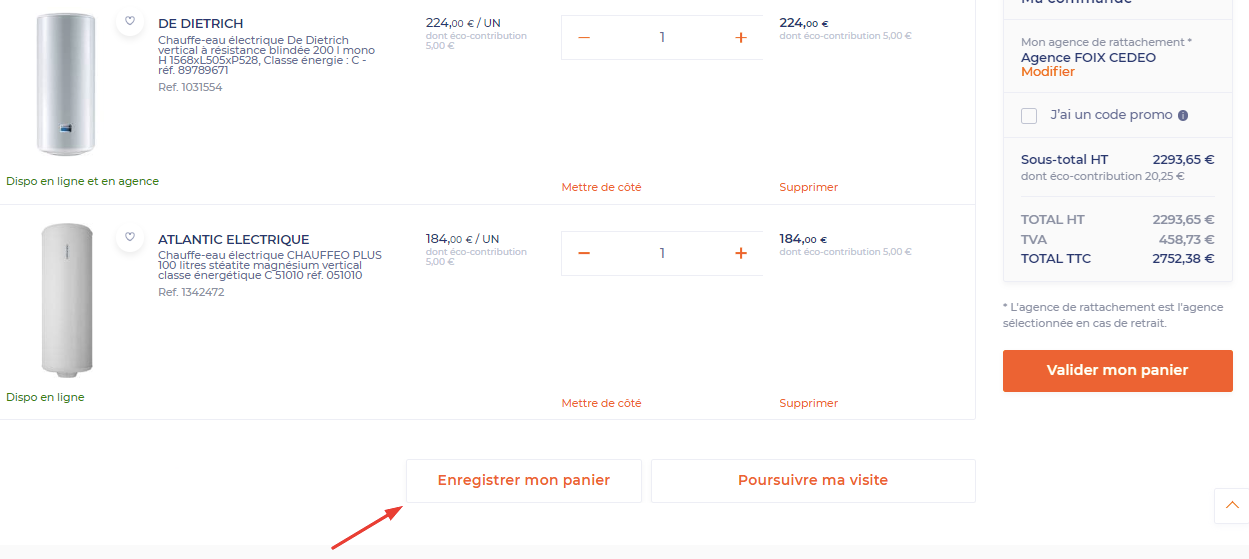 DE DIETRICH
Chauffe-eau électrique De Dietrich
vertical à résistance blindée 200 l mono
H 1568xL505xP528, Classe énergie : C -
réf. 89789671
Ref. 1031554
224,00 € / UN
dont éco-contribution
5,00 €
1
224,00 €
dont éco-contribution 5,00 €
Dispo en ligne et en agence
Mettre de côté
Supprimer
ATLANTIC ELECTRIQUE
Chauffe-eau électrique CHAUFFEO PLUS
100 litres stéatite magnésium vertical
classe énergétique C 51010 réf. 051010
Ref. 1342472
184,00 € / UN
dont éco-contribution
5,00 €
1
184,00 €
dont éco-contribution 5,00 €
Dispo en ligne
Mettre de côté
Supprimer
Enregistrer mon panier
Poursuivre ma visite
Ma commande
Mon agence de rattachement *
Agence FOIX CEDEO
Modifier
J'ai un code promo
Sous-total HT 2293,65 €
dont éco-contribution 20,25 €
TOTAL HT 2293,65 €
TVA 458,73 €
TOTAL TTC 2752,38 €
* L'agence de rattachement est l'agence
sélectionnée en cas de retrait.
Valider mon panier